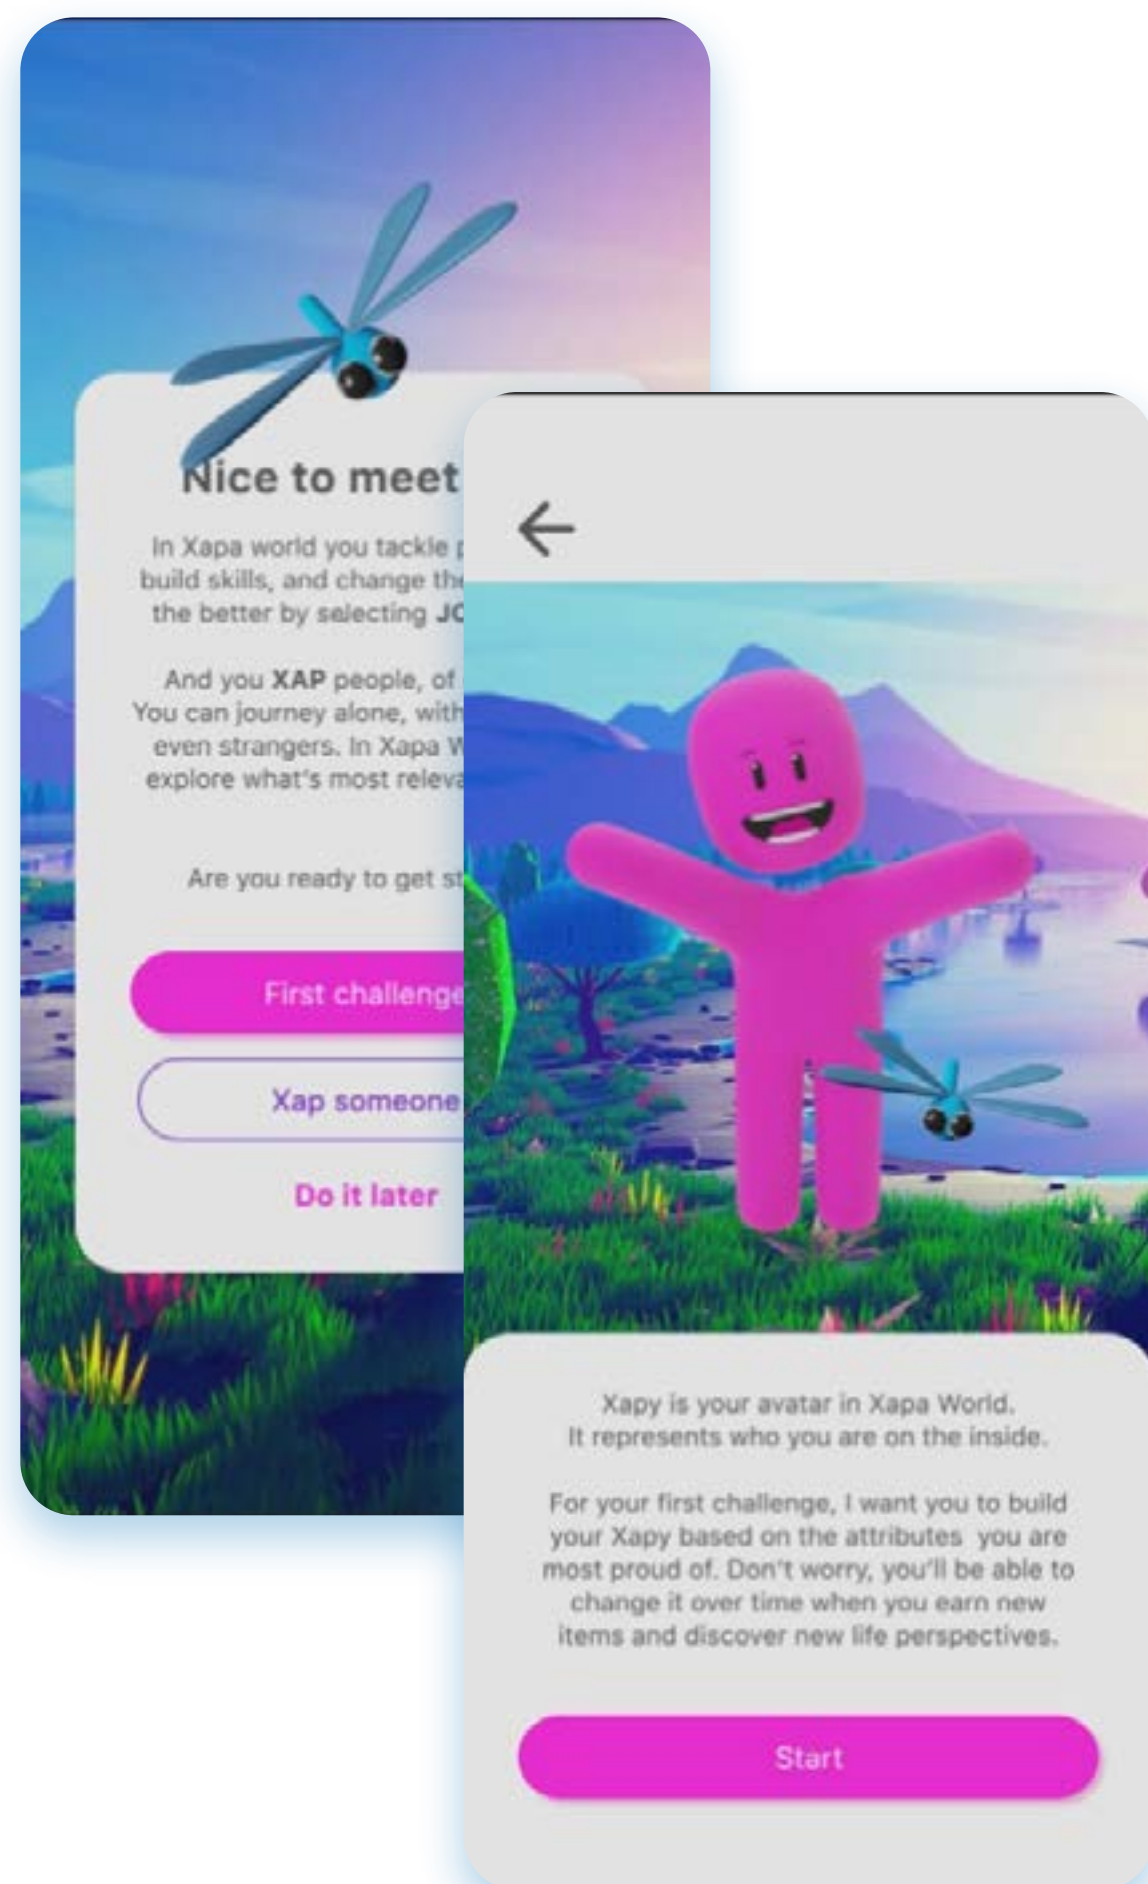 Nice to meet
In Xapa world you tackle
build skills, and change the
the better by selecting
And you XAP people, of
You can journey alone, with
even strangers. In Xapa
explore what's most
Are you ready to get
First challenge
Xap someone
Do it later
Xapy is your avatar in Xapa World.
It represents who you are on the inside.
For your first challenge, I want you to build
your Xapy based on the attributes you are
most proud of. Don't worry, you'll be able to
change it over time when you earn new
items and discover new life perspectives.
Start